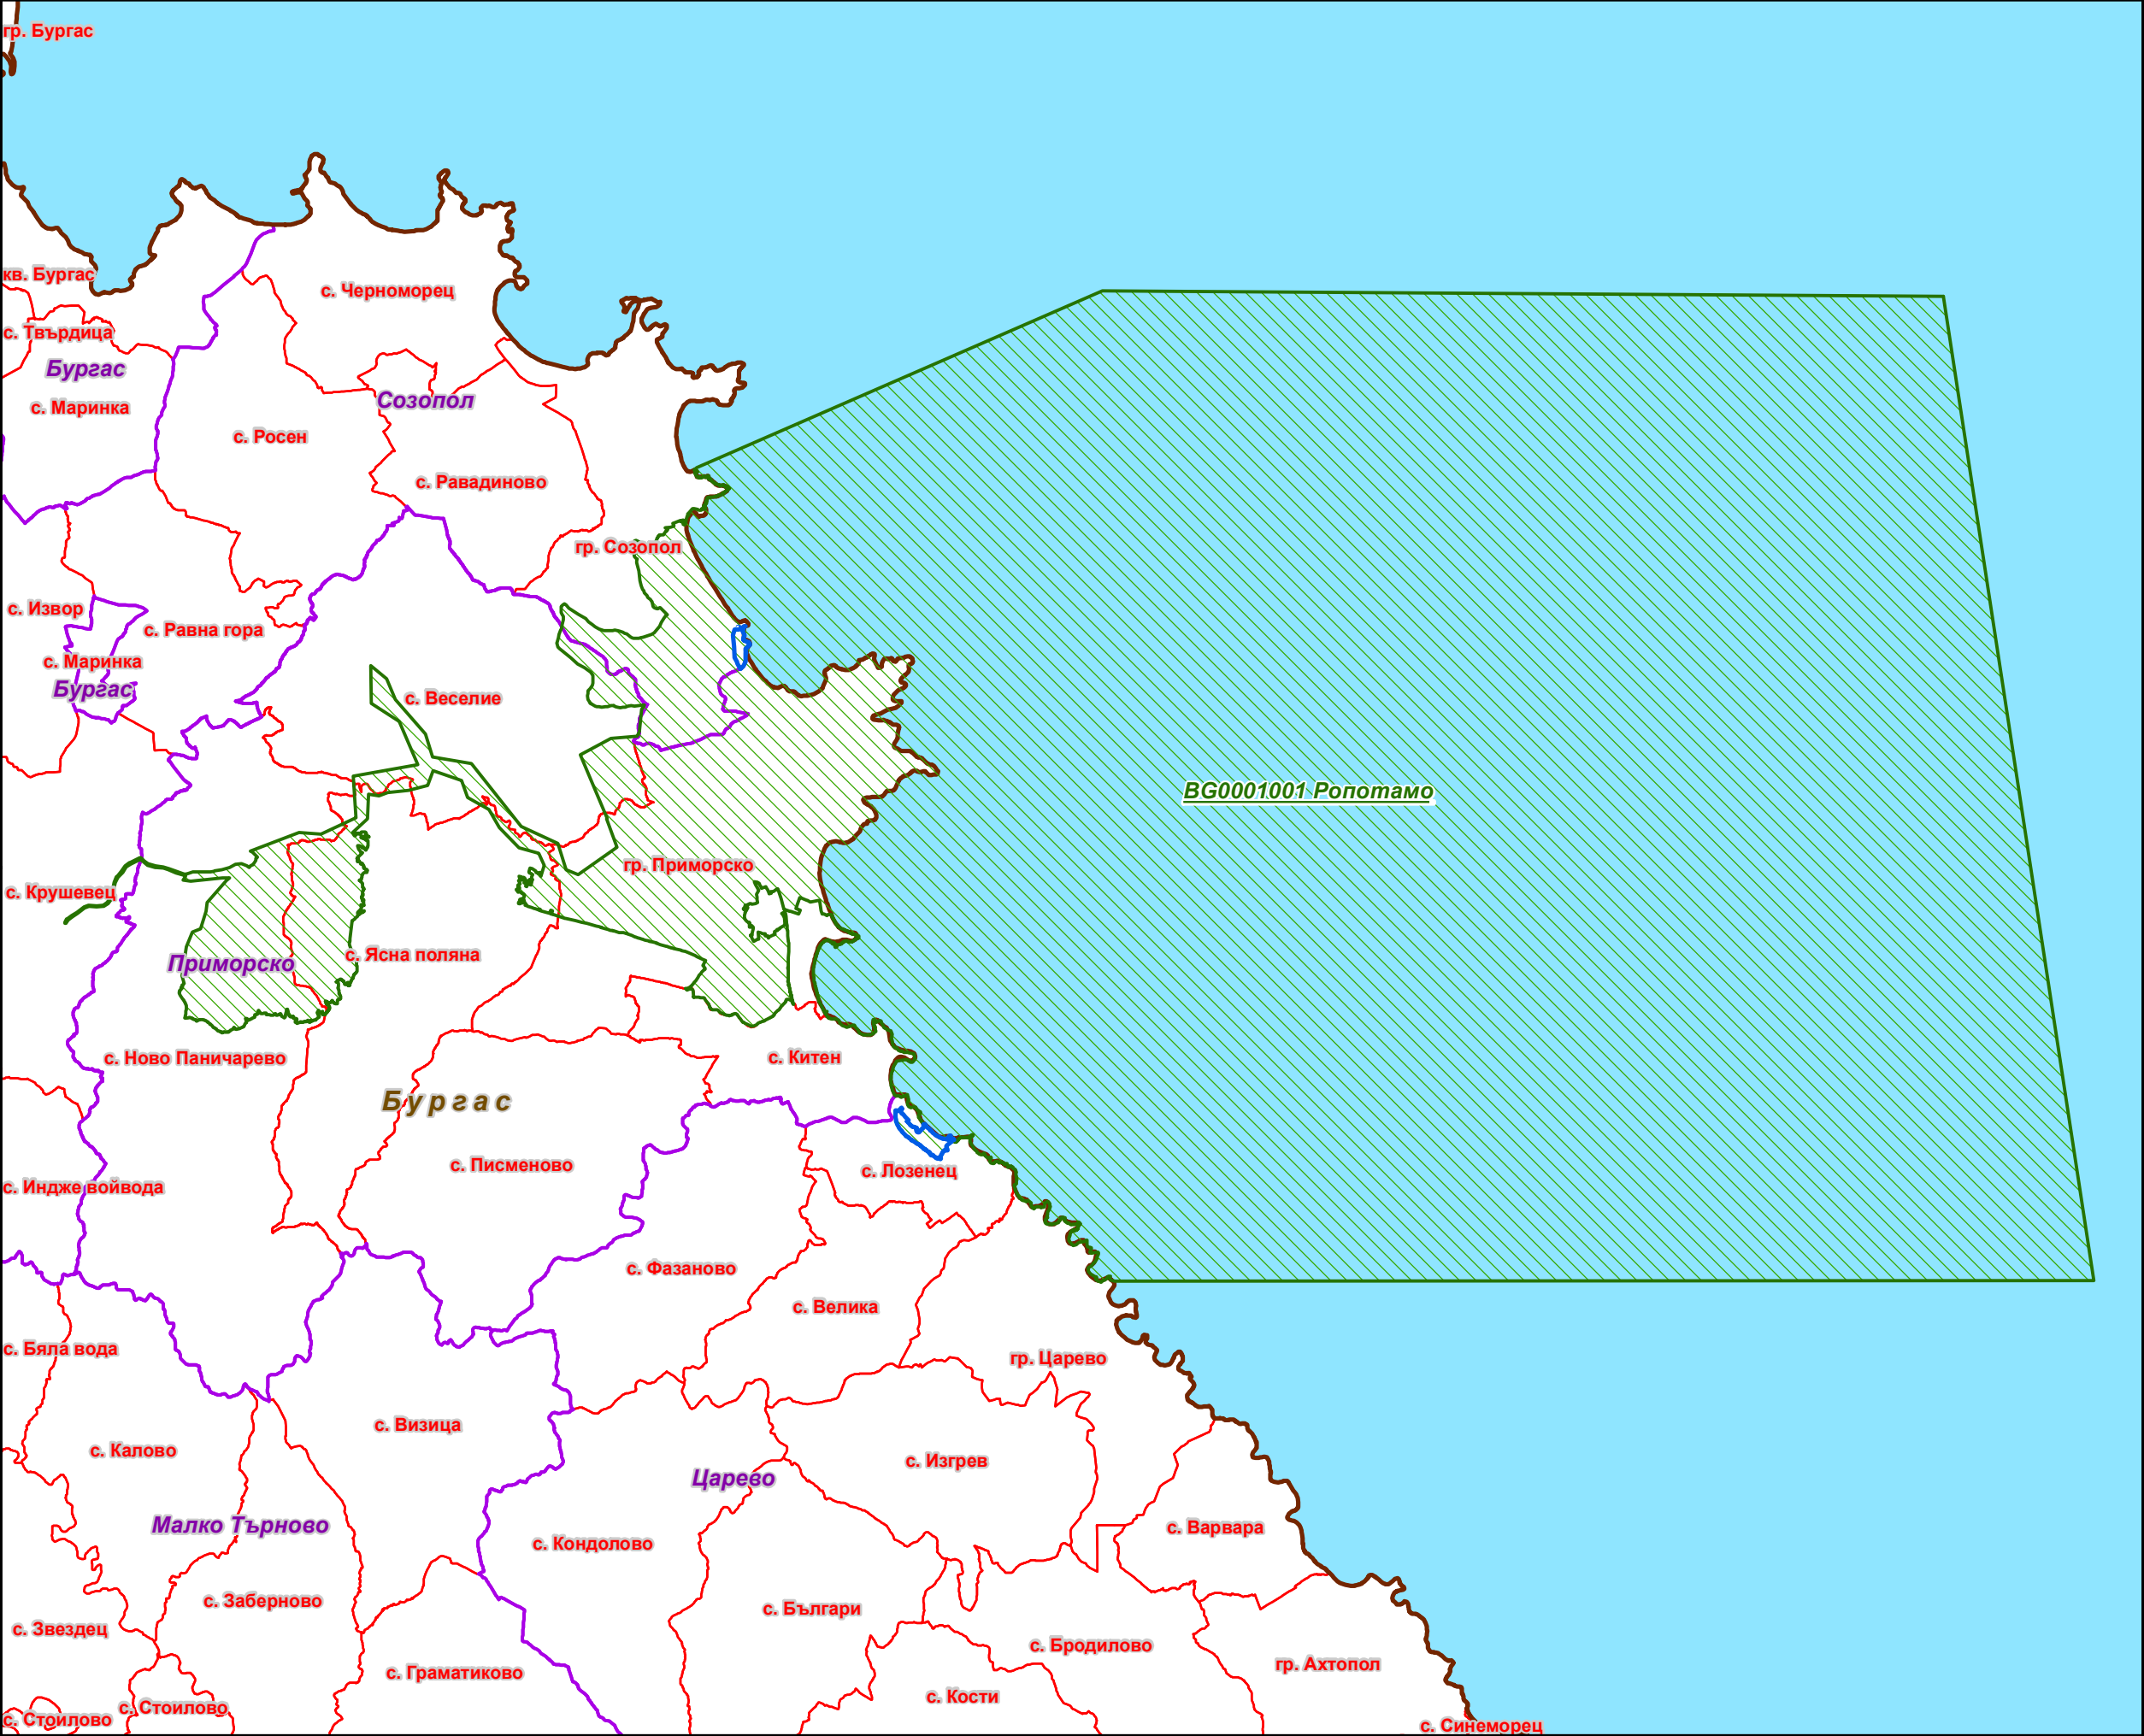 гр. Бургас
кв. Бургас
с. Черноморец
с. Твърдица
Бургас
Созопол
с. Маринка
с. Росен
с. Равадиново
гр. Созопол
с. Извор
с. Равна гора
с. Маринка
Бургас
с. Веселие
BG0001001 Ропотамо
гр. Приморско
с. Крушевец
с. Ясна поляна
Приморско
с. Ново Паничарево
с. Китен
Бургас
с. Писменово
с. Лозенец
с. Индже войвода
с. Фазаново
с. Велика
с. Бяла вода
гр. Царево
с. Визица
с. Калово
с. Изгрев
Царево
Малко Търново
с. Варвара
с. Кондолово
с. Заберново
с. Българи
с. Звездец
с. Бродилово
гр. Ахтопол
с. Граматиково
с. Кости
с. Стоилово
с. Стоилово
с. Синеморец